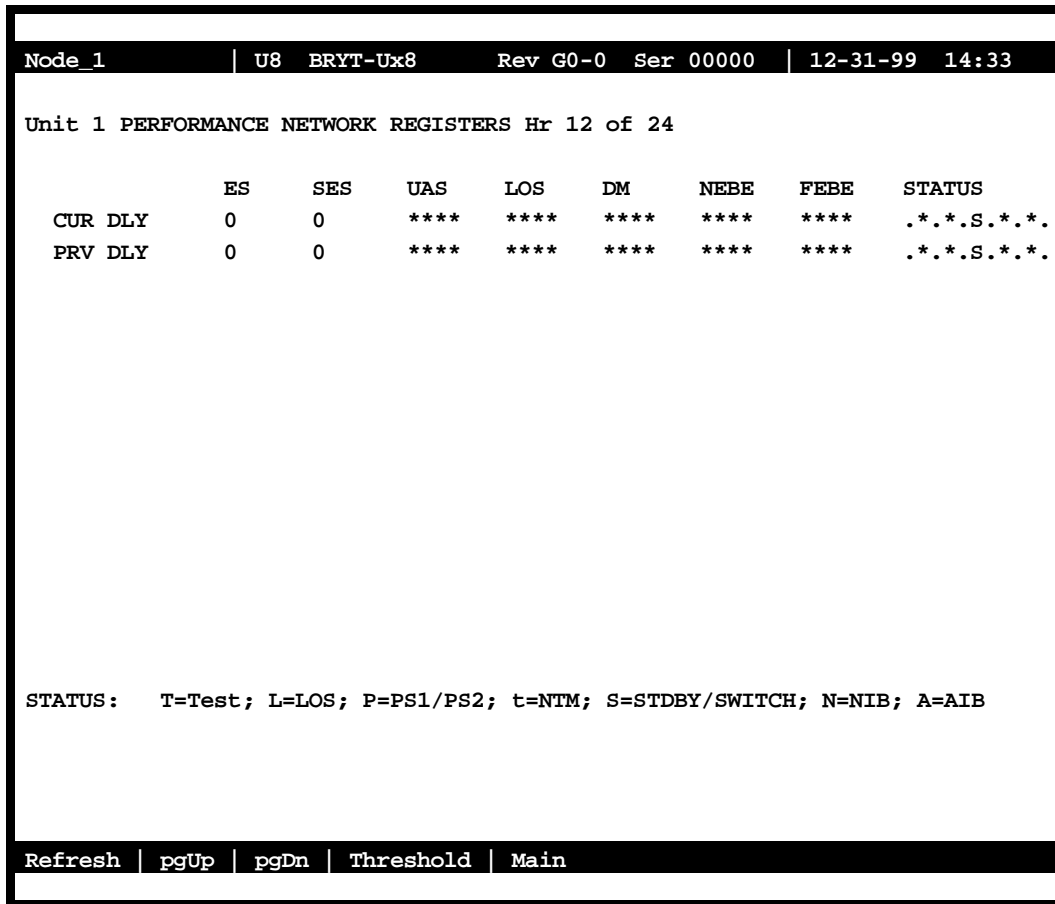 Node_1 | U8 BRYT-Ux8 Rev G0-0 Ser 00000 | 12-31-99 14:33
Unit 1 PERFORMANCE NETWORK REGISTERS Hr 12 of 24
ES SES UAS LOS DM NEBE FEBE STATUS
CUR DLY 0 0 **** **** **** **** **** .*.*.S.*.*.
PRV DLY 0 0 **** **** **** **** **** .*.*.S.*.*.
STATUS: T=Test; L=LOS; P=PS1/PS2; t=NTM; S=STDBY/SWITCH; N=NIB; A=AIB
Refresh | pgUp | pgDn | Threshold | Main